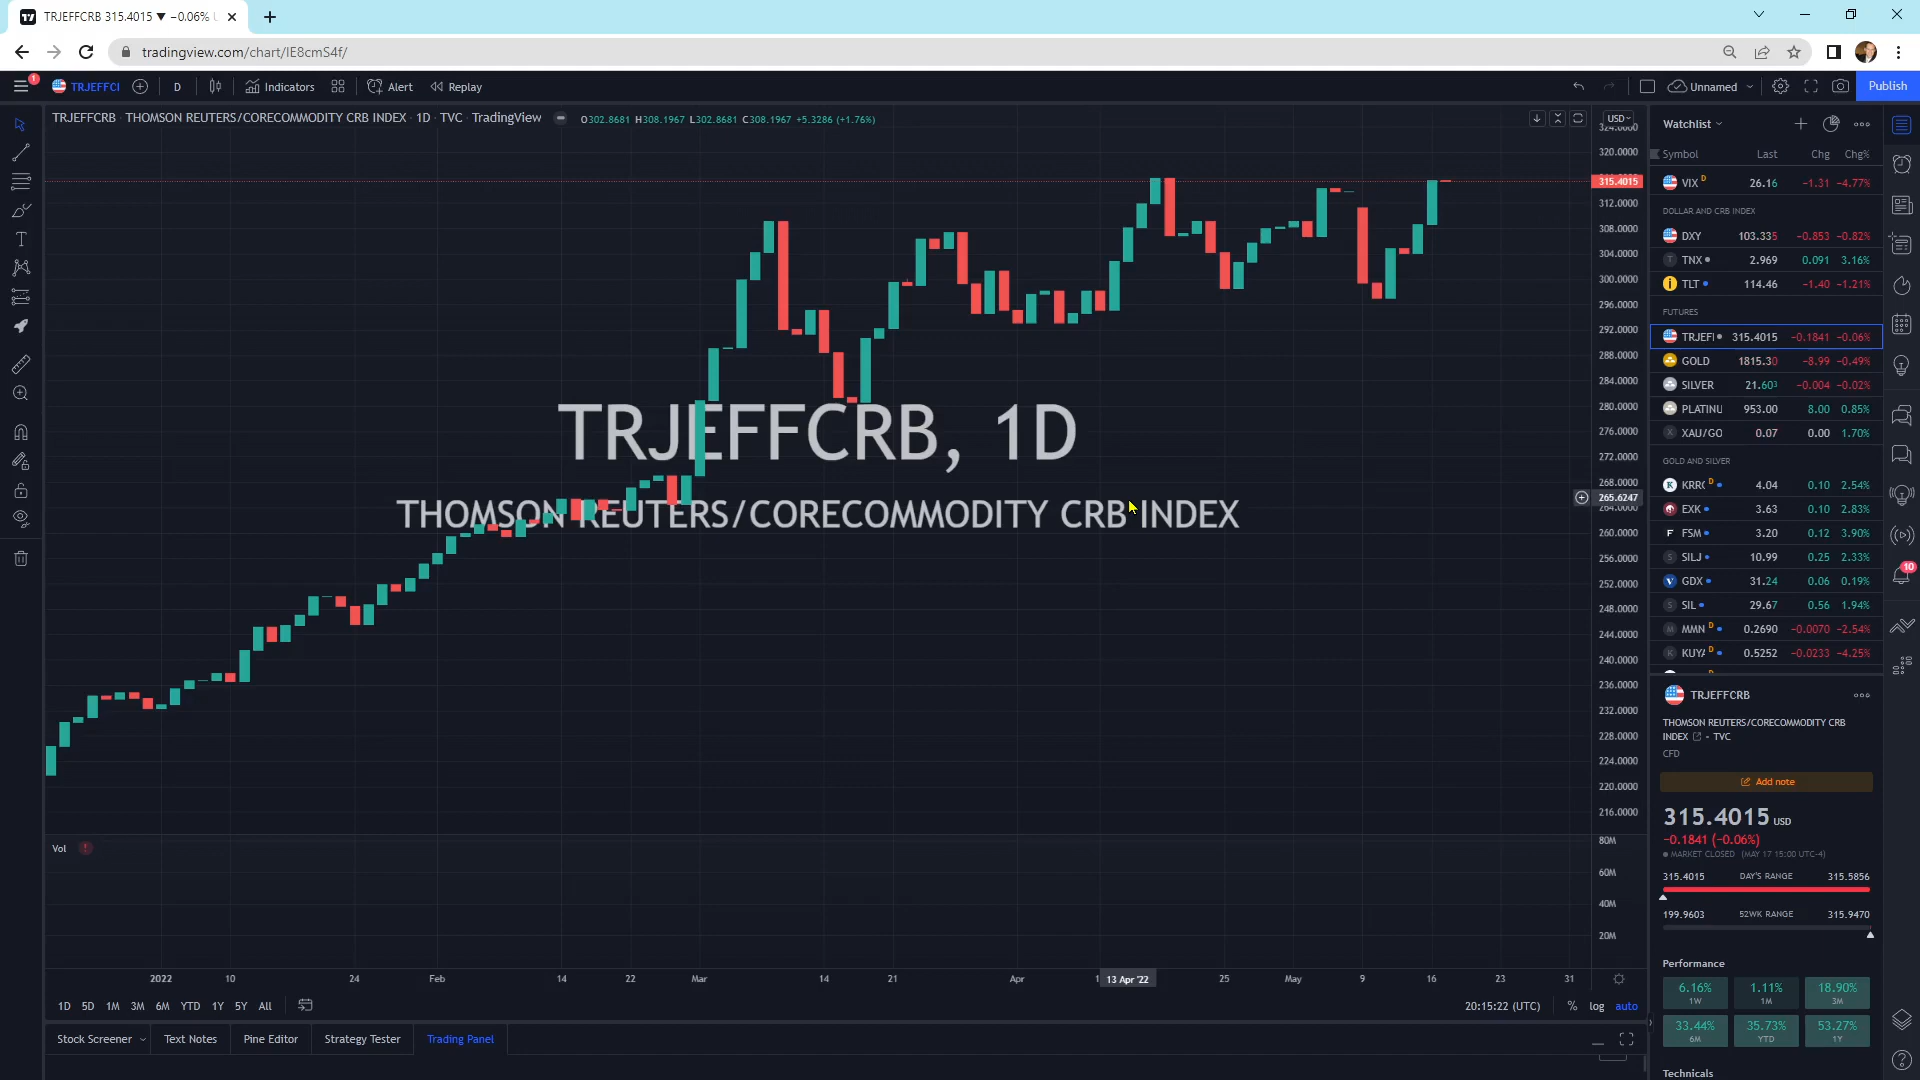 TRJEFFCRB 315.4015 ▼ −0.06%
tradingview.com/chart/IE8cmS4f/
1 TRJEFFCI D Indicators Alert Replay Unnamed Publish
TRJEFFCRB · THOMSON REUTERS/CORECOMMODITY CRB INDEX · 1D · TVC · TradingView O302.8681 H308.1967 L302.8681 C308.1967 +5.3286 (+1.76%)
USD
324.0000
320.0000
315.4015
312.0000
308.0000
304.0000
300.0000
296.0000
292.0000
288.0000
284.0000
280.0000
276.0000
272.0000
268.0000
265.6247
264.0000
260.0000
256.0000
252.0000
248.0000
244.0000
240.0000
236.0000
232.0000
228.0000
224.0000
220.0000
216.0000
TRJEFFCRB, 1D
THOMSON REUTERS/CORECOMMODITY CRB INDEX
Vol
80M
60M
40M
20M
2022 10 24 Feb 14 22 Mar 14 21 Apr 1 13 Apr '22 25 May 9 16 23 31
1D 5D 1M 3M 6M YTD 1Y 5Y All 20:15:22 (UTC) % log auto
Stock Screener Text Notes Pine Editor Strategy Tester Trading Panel
Watchlist
Symbol Last Chg Chg%
VIX D 26.16 −1.31 −4.77%
DOLLAR AND CRB INDEX
DXY 103.335 −0.853 −0.82%
TNX 2.969 0.091 3.16%
TLT 114.46 −1.40 −1.21%
FUTURES
TRJEFI 315.4015 −0.1841 −0.06%
GOLD 1815.30 −8.99 −0.49%
SILVER 21.603 −0.004 −0.02%
PLATINU 953.00 8.00 0.85%
XAU/GO 0.07 0.00 1.70%
GOLD AND SILVER
KRRC D 4.04 0.10 2.54%
EXK 3.63 0.10 2.83%
FSM 3.20 0.12 3.90%
SILJ 10.99 0.25 2.33%
GDX 31.24 0.06 0.19%
SIL 29.67 0.56 1.94%
MMN D 0.2690 −0.0070 −2.54%
KUYA D 0.5252 −0.0233 −4.25%
TRJEFFCRB
THOMSON REUTERS/CORECOMMODITY CRB
INDEX - TVC
CFD
Add note
315.4015 USD
−0.1841 (−0.06%)
MARKET CLOSED (MAY 17 15:00 UTC-4)
315.4015 DAY'S RANGE 315.5856
199.9603 52WK RANGE 315.9470
Performance
6.16% 1.11% 18.90%
1W 1M 3M
33.44% 35.73% 53.27%
6M YTD 1Y
Technicals
10